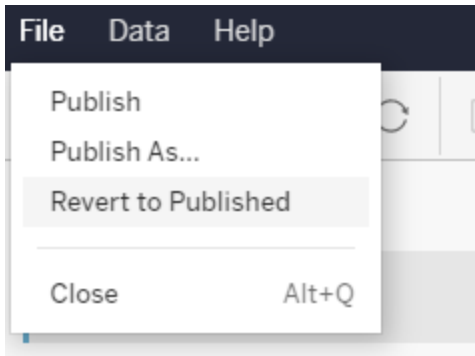 File Data Help
Publish
Publish As...
Revert to Published
Close Alt+Q